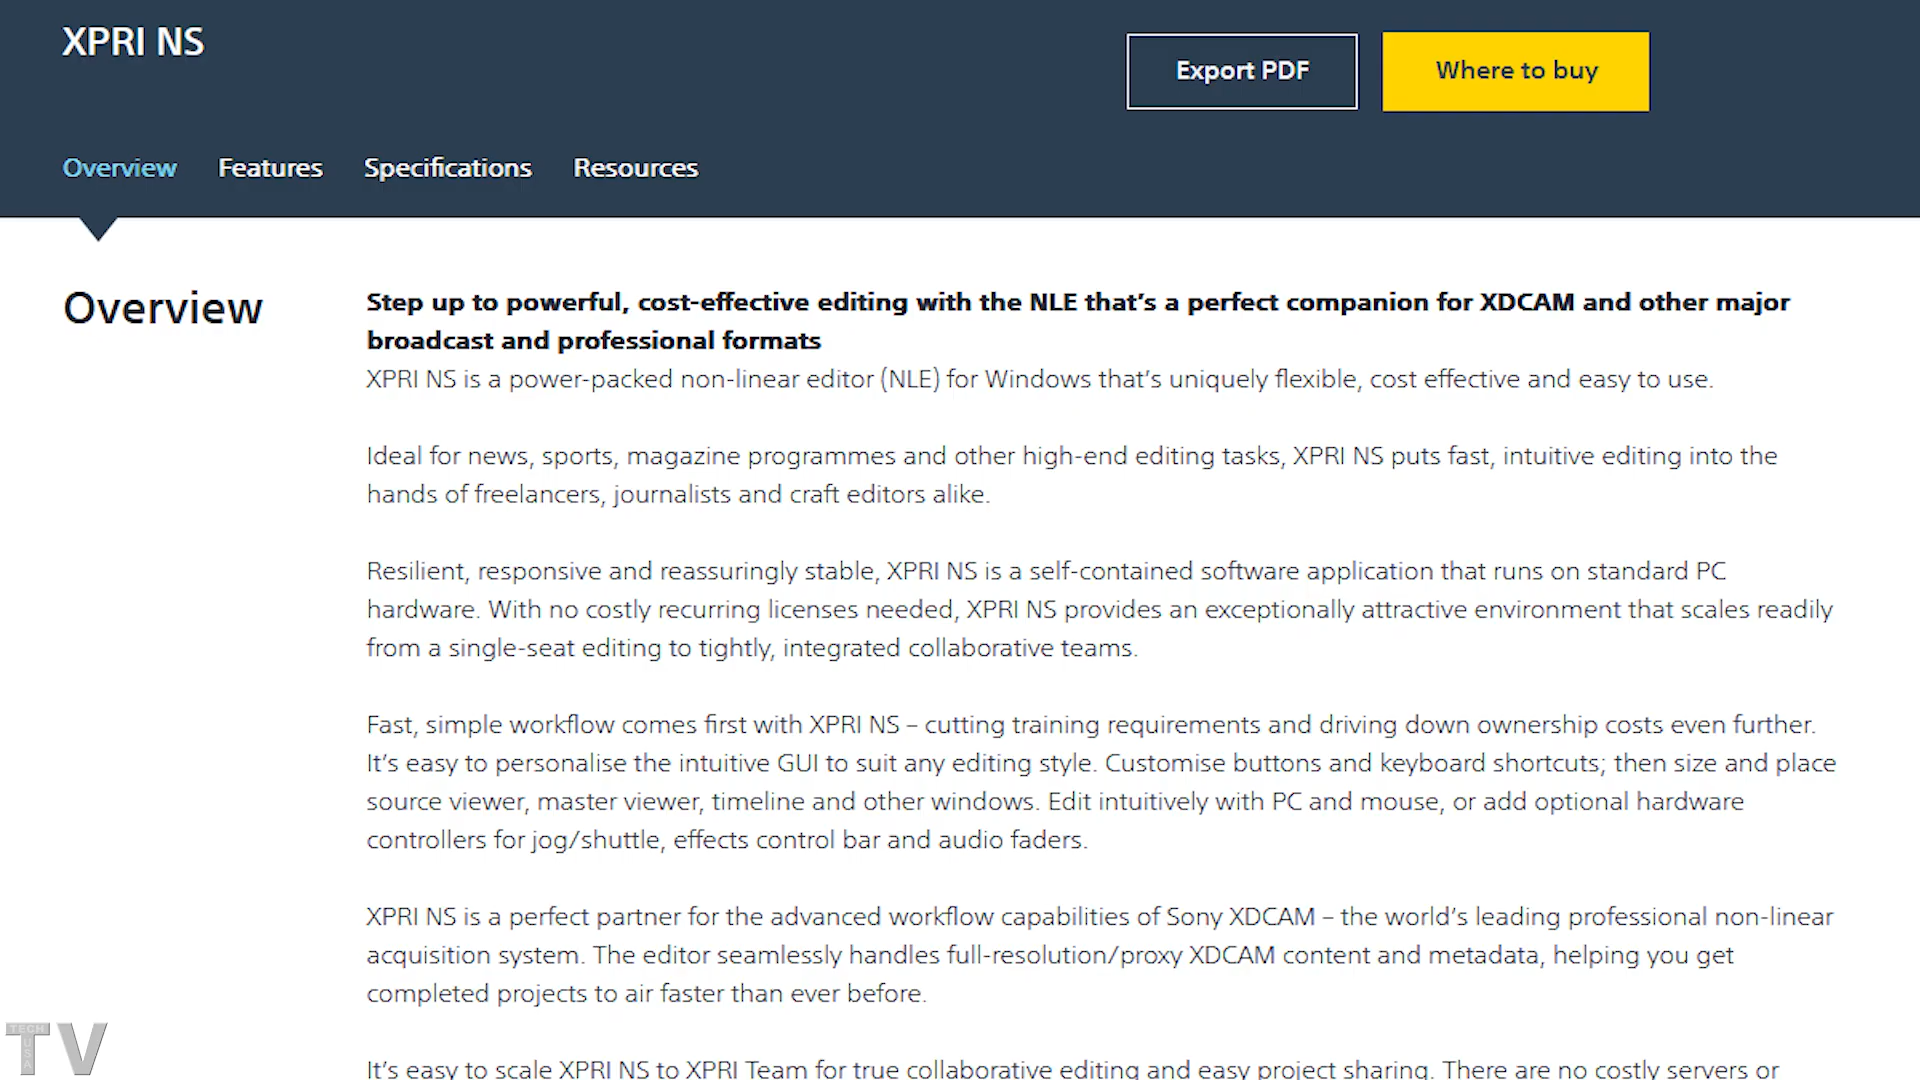 XPRI NS
Export PDF
Where to buy
Overview
Features
Specifications
Resources
Overview
Step up to powerful, cost-effective editing with the NLE that's a perfect companion for XDCAM and other major
broadcast and professional formats
XPRI NS is a power-packed non-linear editor (NLE) for Windows that's uniquely flexible, cost effective and easy to use.
Ideal for news, sports, magazine programmes and other high-end editing tasks, XPRI NS puts fast, intuitive editing into the
hands of freelancers, journalists and craft editors alike.
Resilient, responsive and reassuringly stable, XPRI NS is a self-contained software application that runs on standard PC
hardware. With no costly recurring licenses needed, XPRI NS provides an exceptionally attractive environment that scales readily
from a single-seat editing to tightly, integrated collaborative teams.
Fast, simple workflow comes first with XPRI NS – cutting training requirements and driving down ownership costs even further.
It's easy to personalise the intuitive GUI to suit any editing style. Customise buttons and keyboard shortcuts; then size and place
source viewer, master viewer, timeline and other windows. Edit intuitively with PC and mouse, or add optional hardware
controllers for jog/shuttle, effects control bar and audio faders.
XPRI NS is a perfect partner for the advanced workflow capabilities of Sony XDCAM – the world's leading professional non-linear
acquisition system. The editor seamlessly handles full-resolution/proxy XDCAM content and metadata, helping you get
completed projects to air faster than ever before.
It's easy to scale XPRI NS to XPRI Team for true collaborative editing and easy project sharing. There are no costly servers or
TECH
USA
TV